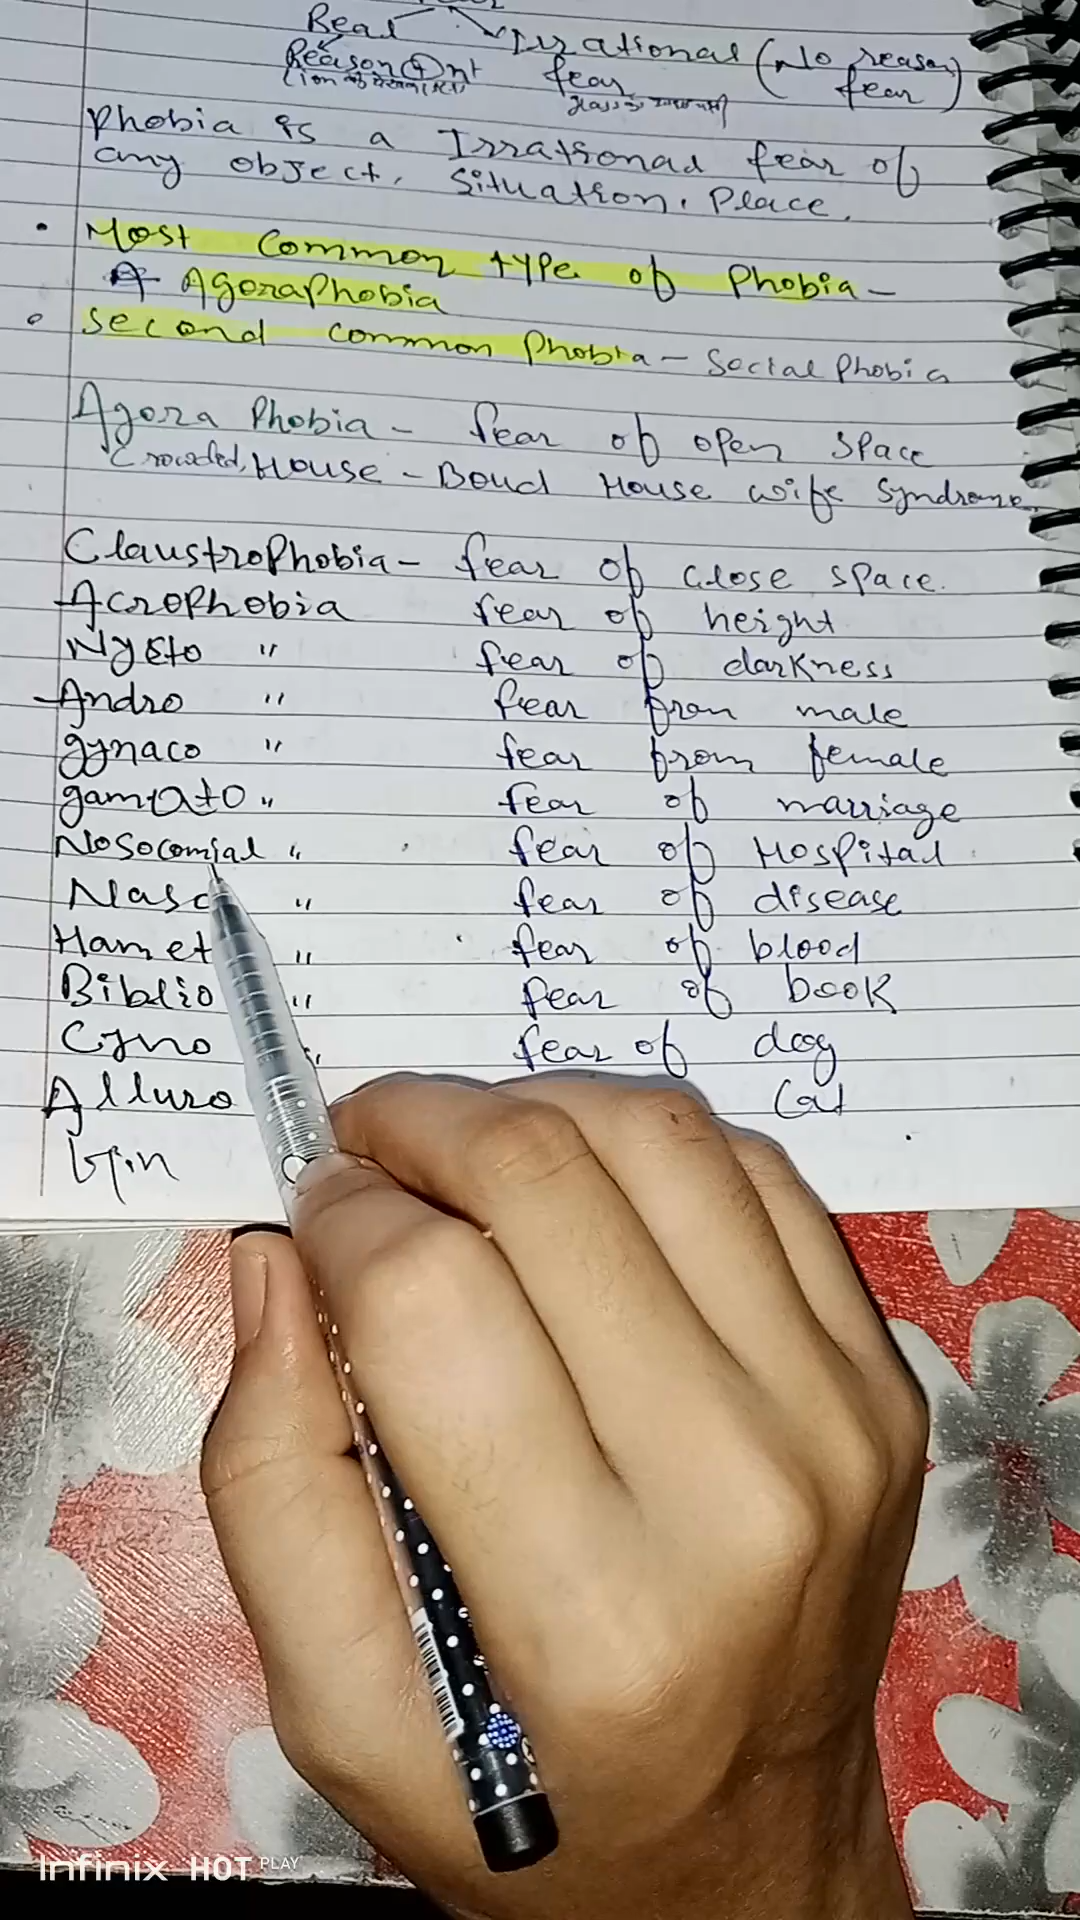 Real Irrational (No reason
Reason fear fear)
Phobia is a Irrational fear of
any object, situation, place.
• Most common type of Phobia -
Agoraphobia
• Second common Phobia - Social Phobia
Agora Phobia - fear of open space
Crowded, House - Boud House wife Syndrome.
Claustrophobia - fear of close space.
Acrophobia fear of height
Nycto " fear of darkness
Andro " fear from male
gynaco " fear from female
gamato " fear of marriage
Nosocomial " fear of Hospital
Naso " fear of disease
Hamet " fear of blood
Biblio " fear of book
Cyno " fear of dog
Alluro Cat
Infinix HOT PLAY